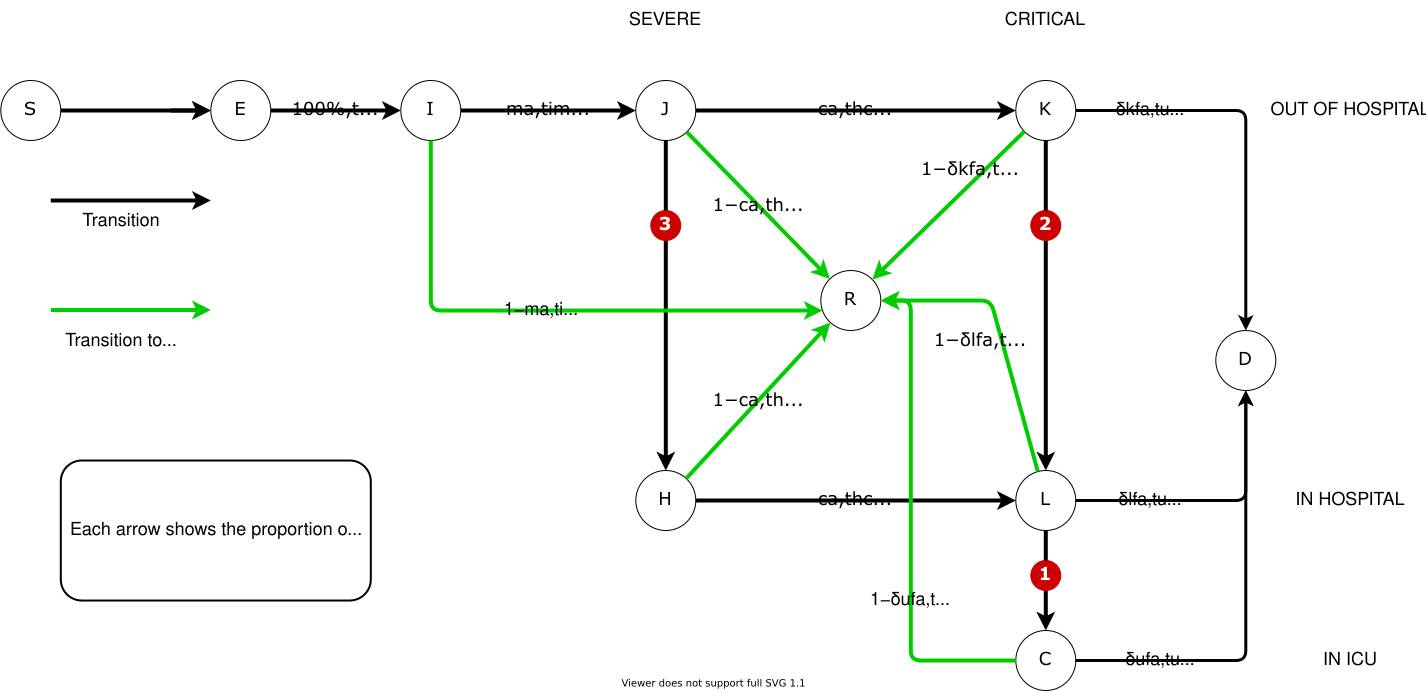 SEVERE
CRITICAL
S
E
100%,t...
I
ma,tim...
J
ca,thc...
K
δkfa,tu...
OUT OF HOSPITAL
1−δkfa,t...
1−ca,th...
Transition
3
2
R
1−ma,ti...
Transition to...
1−δlfa,t...
D
1−ca,th...
H
ca,thc...
L
δlfa,tu...
IN HOSPITAL
Each arrow shows the proportion o...
1
1−δufa,t...
C
δufa,tu...
IN ICU
Viewer does not support full SVG 1.1